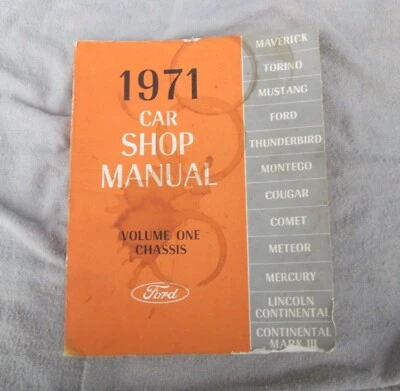 1971
CAR
SHOP
MANUAL
VOLUME ONE
CHASSIS
Ford
MAVERICK
TORINO
MUSTANG
FORD
THUNDERBIRD
MONTEGO
COUGAR
COMET
METEOR
MERCURY
LINCOLN
CONTINENTAL
CONTINENTAL
MARK III